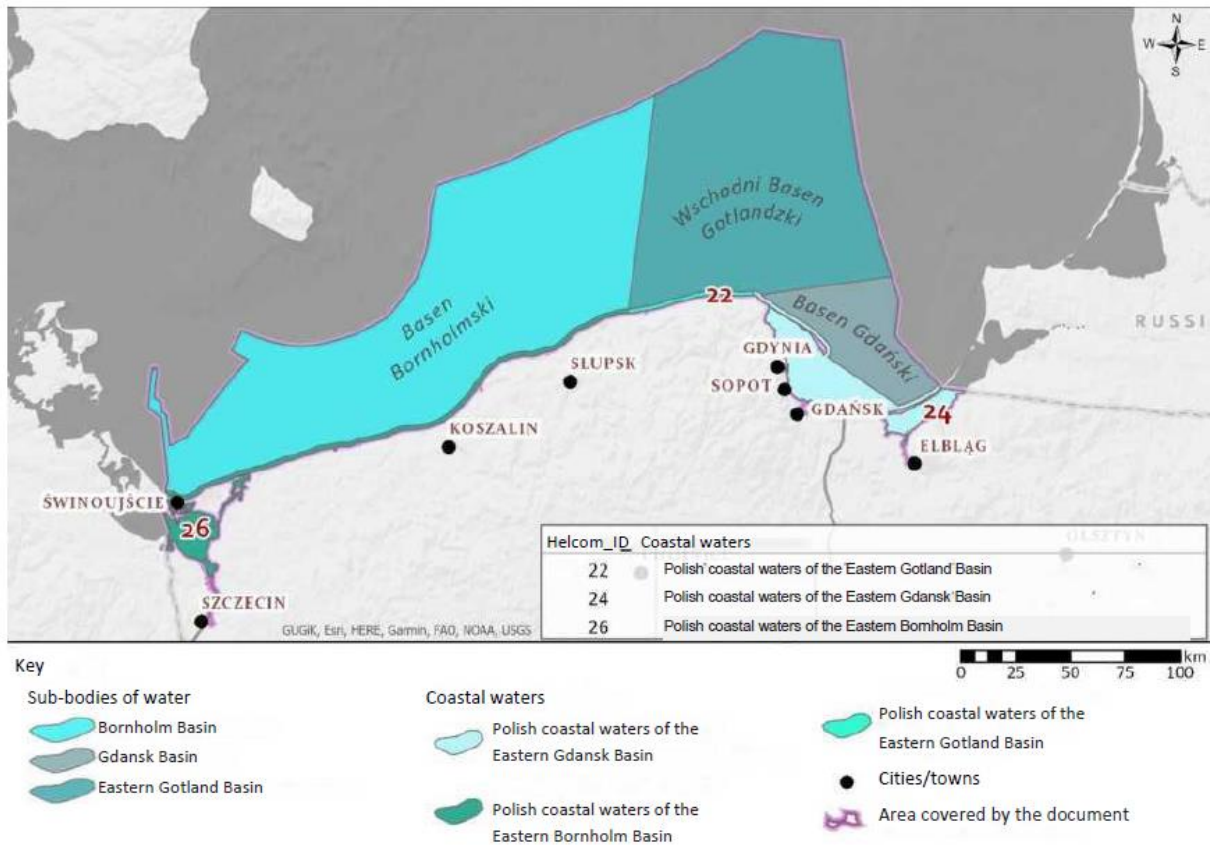 N
W E
S
Wschodni Basen
Gotlandzki
Basen
Bornholmski
22
Basen Gdański
RUSSI
GDYNIA
SŁUPSK
SOPOT
GDAŃSK
24
KOSZALIN
ELBLĄG
ŚWINOUJŚCIE
26
SZCZECIN
OLSZTYN
GUGiK, Esri, HERE, Garmin, FAO, NOAA, USGS
Helcom_ID Coastal waters
22 Polish coastal waters of the Eastern Gotland Basin
24 Polish coastal waters of the Eastern Gdansk Basin
26 Polish coastal waters of the Eastern Bornholm Basin
km
0 25 50 75 100
Key
Sub-bodies of water
Bornholm Basin
Gdansk Basin
Eastern Gotland Basin
Coastal waters
Polish coastal waters of the
Eastern Gdansk Basin
Polish coastal waters of the
Eastern Bornholm Basin
Polish coastal waters of the
Eastern Gotland Basin
Cities/towns
Area covered by the document